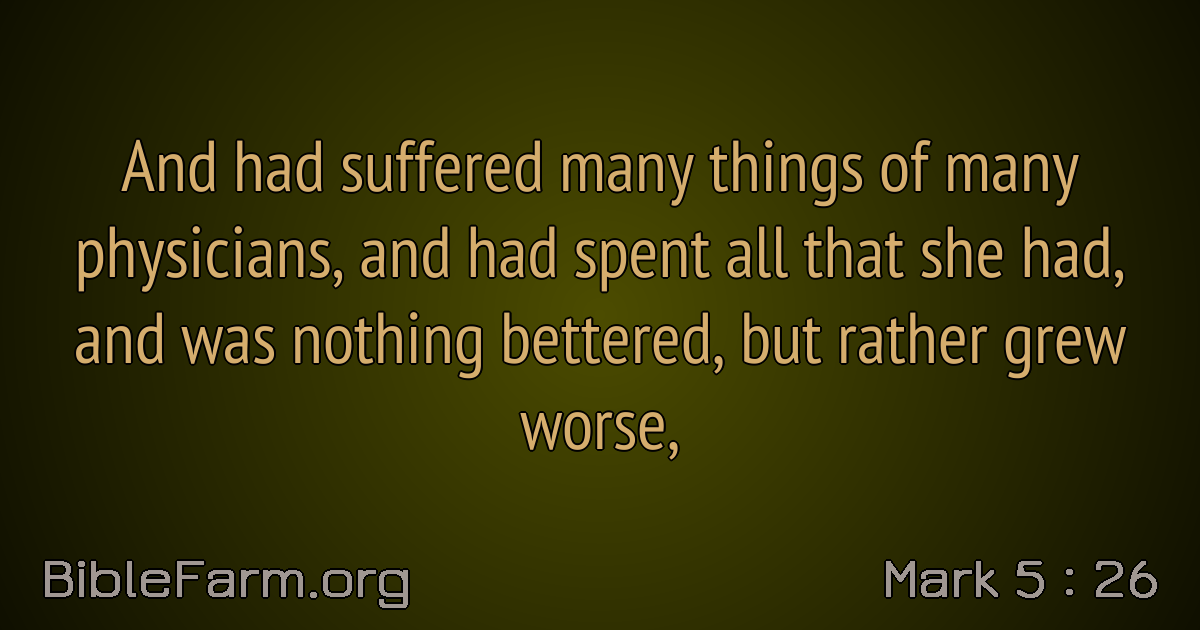 And had suffered many things of many
physicians, and had spent all that she had,
and was nothing bettered, but rather grew
worse,
BibleFarm.org
Mark 5 : 26